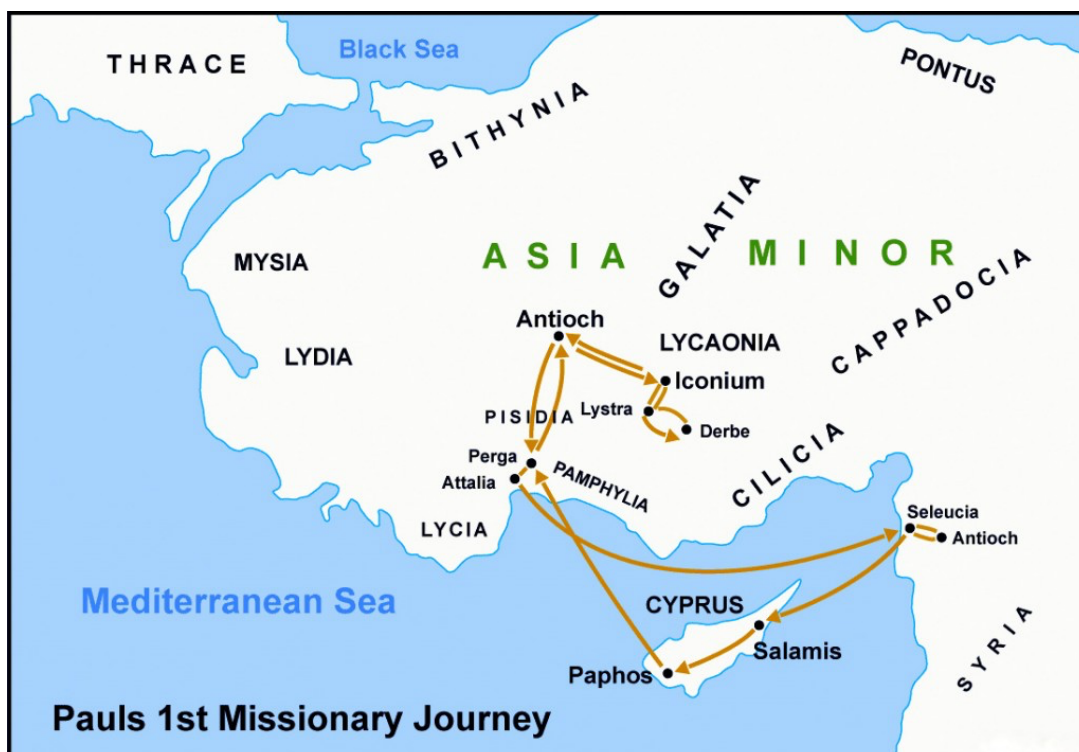 Black Sea
THRACE
PONTUS
BITHYNIA
GALATIA
ASIA MINOR
MYSIA
CAPPADOCIA
Antioch
LYCAONIA
LYDIA
Iconium
Lystra
PISIDIA
Derbe
Perga
Attalia
PAMPHYLIA
CILICIA
LYCIA
Seleucia
Antioch
Mediterranean Sea
CYPRUS
Salamis
SYRIA
Paphos
Pauls 1st Missionary Journey